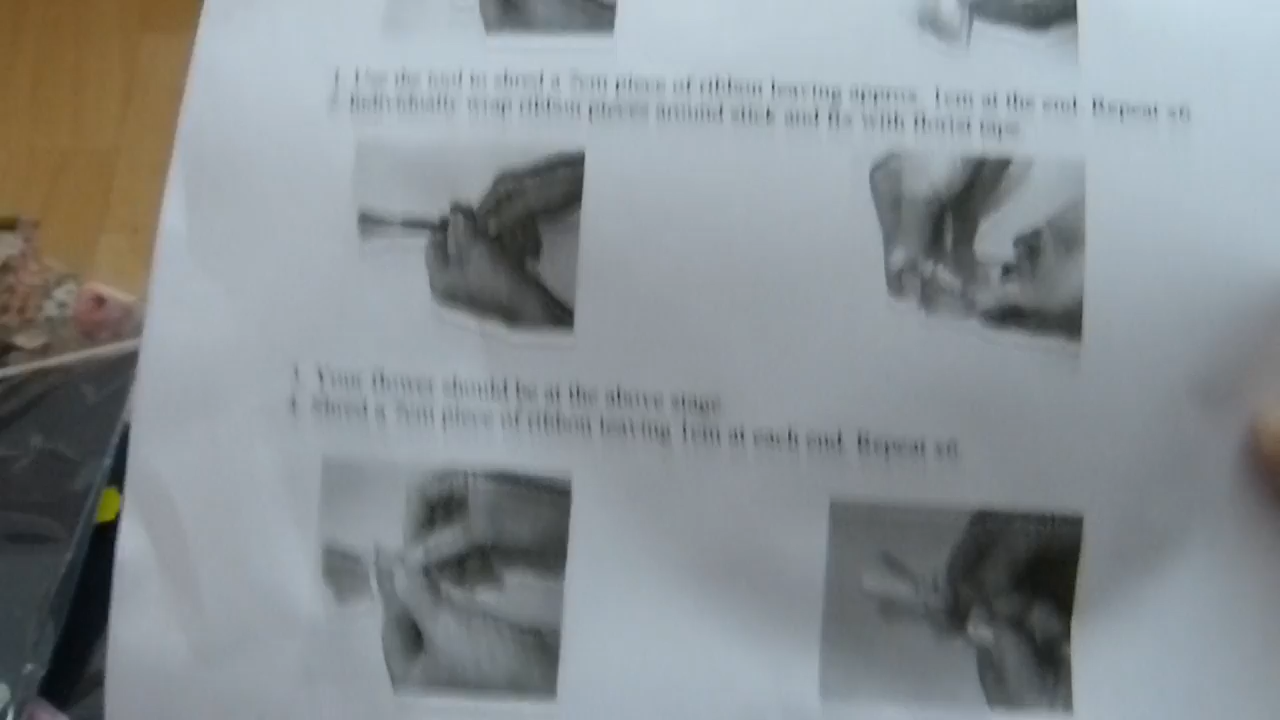 1. Use the tool to shred a 7cm piece of ribbon leaving approx. 1cm at the end. Repeat x6
2. Individually wrap ribbon pieces around stick and fix with florist tape
3. Your flower should be at the above stage.
4. Shred a 7cm piece of ribbon leaving 1cm at each end. Repeat x6